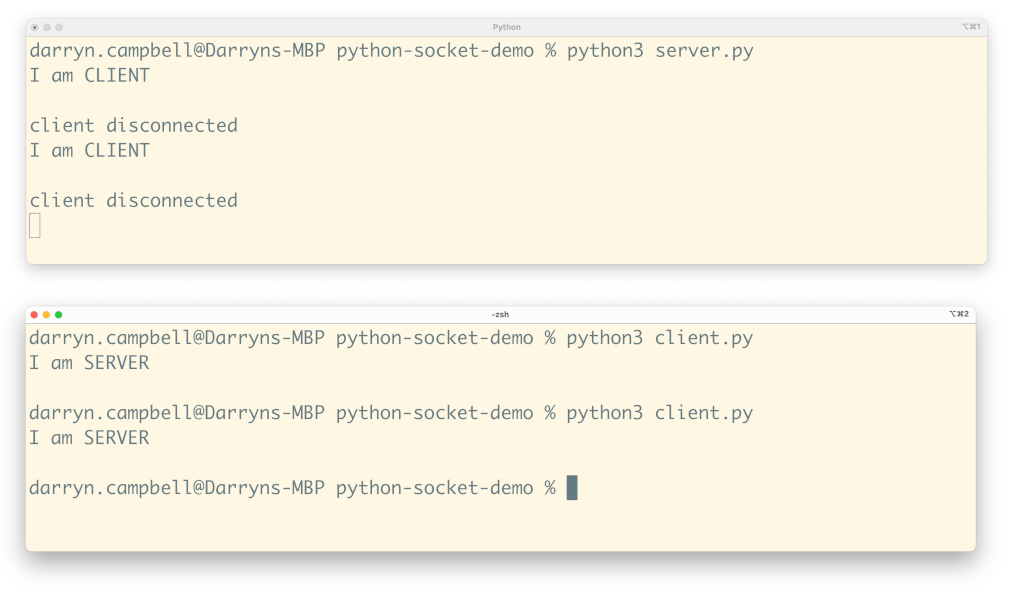 Python
⌥⌘1
darryn.campbell@Darryns-MBP python-socket-demo % python3 server.py
I am CLIENT
client disconnected
I am CLIENT
client disconnected
-zsh
⌥⌘2
darryn.campbell@Darryns-MBP python-socket-demo % python3 client.py
I am SERVER
darryn.campbell@Darryns-MBP python-socket-demo % python3 client.py
I am SERVER
darryn.campbell@Darryns-MBP python-socket-demo %